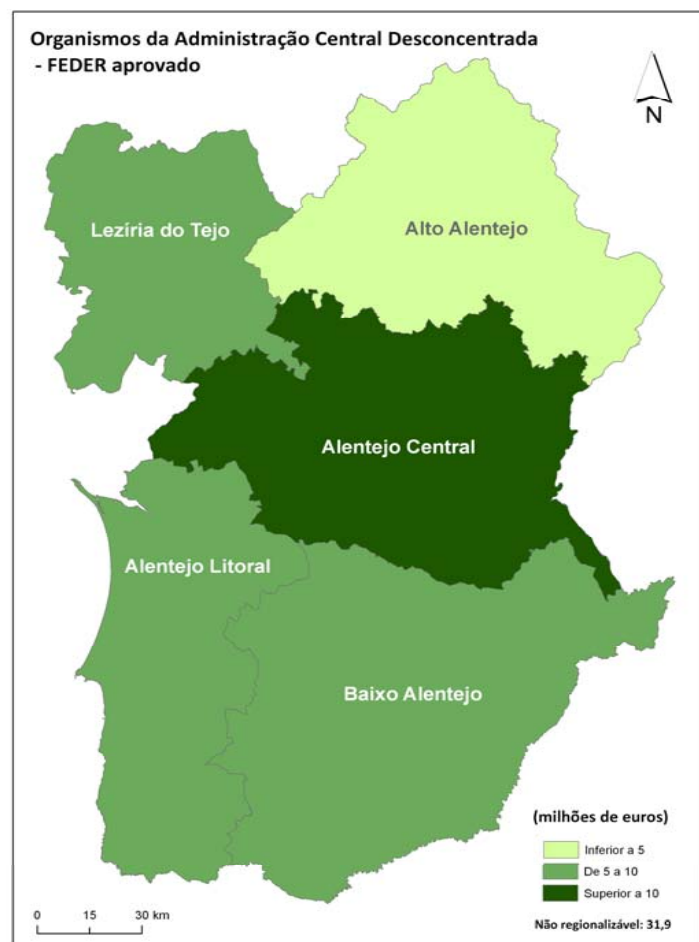 Organismos da Administração Central Desconcentrada
- FEDER aprovado
N
Lezíria do Tejo
Alto Alentejo
Alentejo Central
Alentejo Litoral
Baixo Alentejo
(milhões de euros)
Inferior a 5
De 5 a 10
Superior a 10
0 15 30 km
Não regionalizável: 31,9